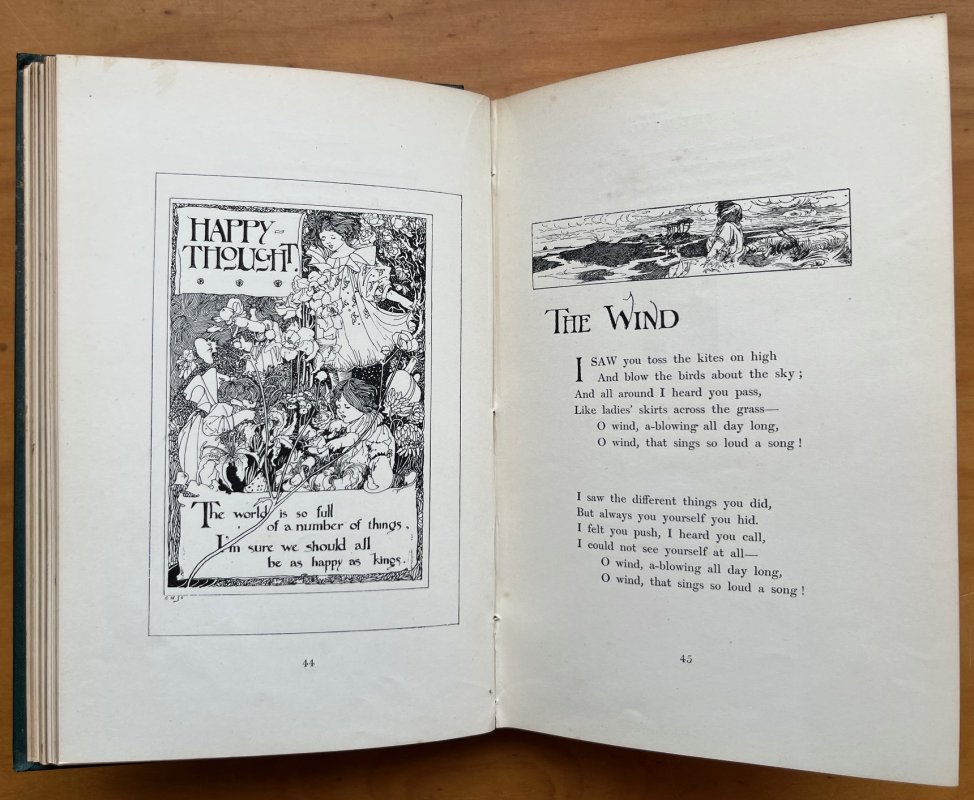 HAPPY
THOUGHT.
The world is so full
of a number of things,
I'm sure we should all
be as happy as kings.
44
THE WIND
I SAW you toss the kites on high
And blow the birds about the sky;
And all around I heard you pass,
Like ladies' skirts across the grass—
O wind, a-blowing all day long,
O wind, that sings so loud a song!
I saw the different things you did,
But always you yourself you hid.
I felt you push, I heard you call,
I could not see yourself at all—
O wind, a-blowing all day long,
O wind, that sings so loud a song!
45